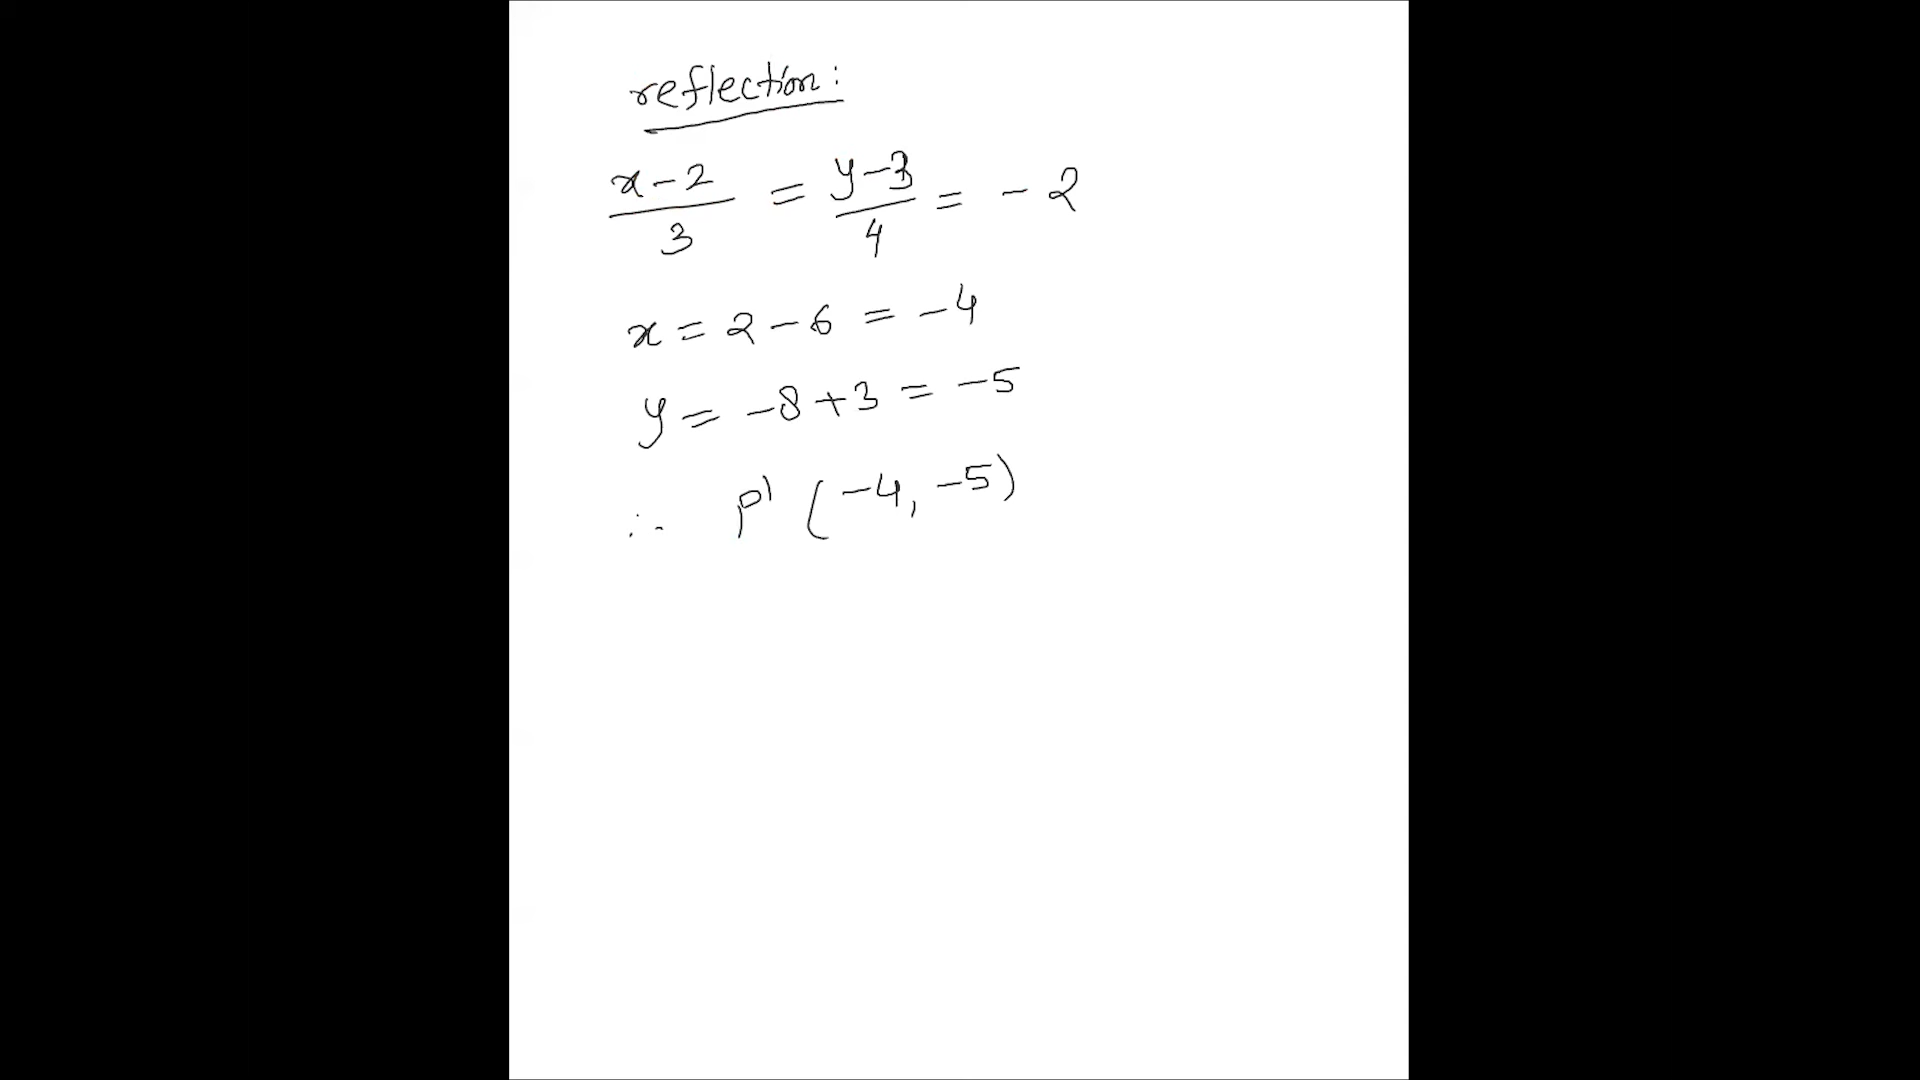 reflection:
x-2/3 = y-3/4 = -2
x = 2-6 = -4
y = -8+3 = -5
∴ P' (-4, -5)